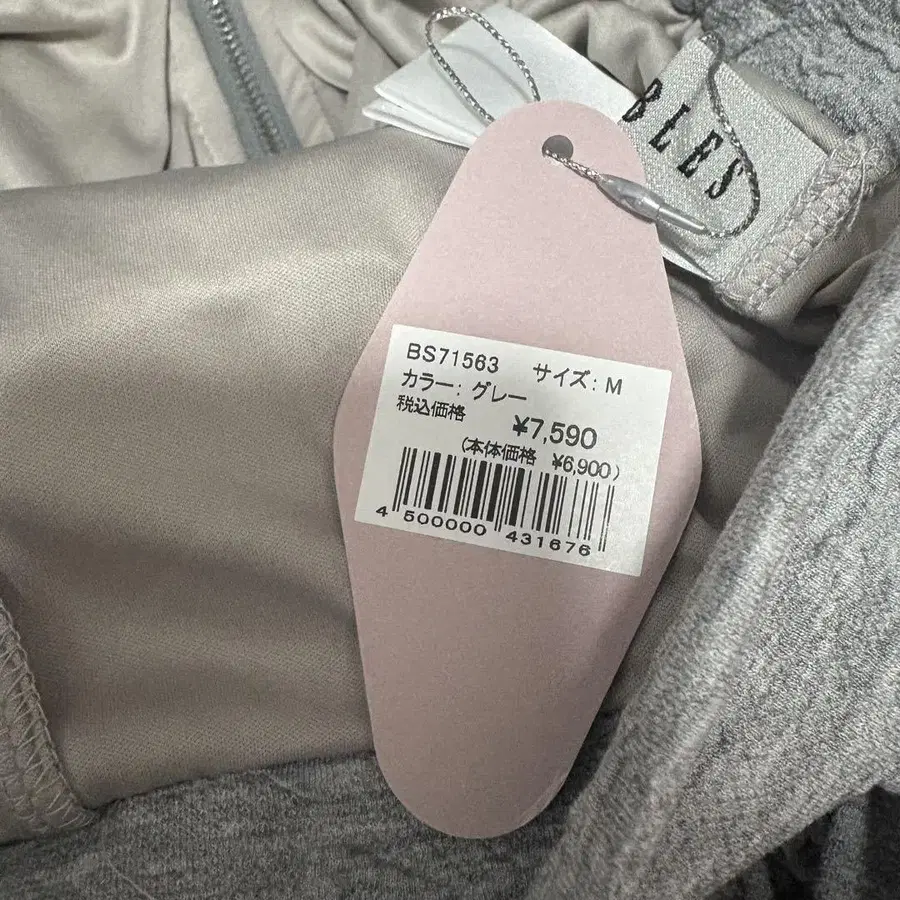 BLES
BS71563 サイズ: M
カラー: グレー
税込価格
¥7,590
(本体価格 ¥6,900)
4 500000 431676